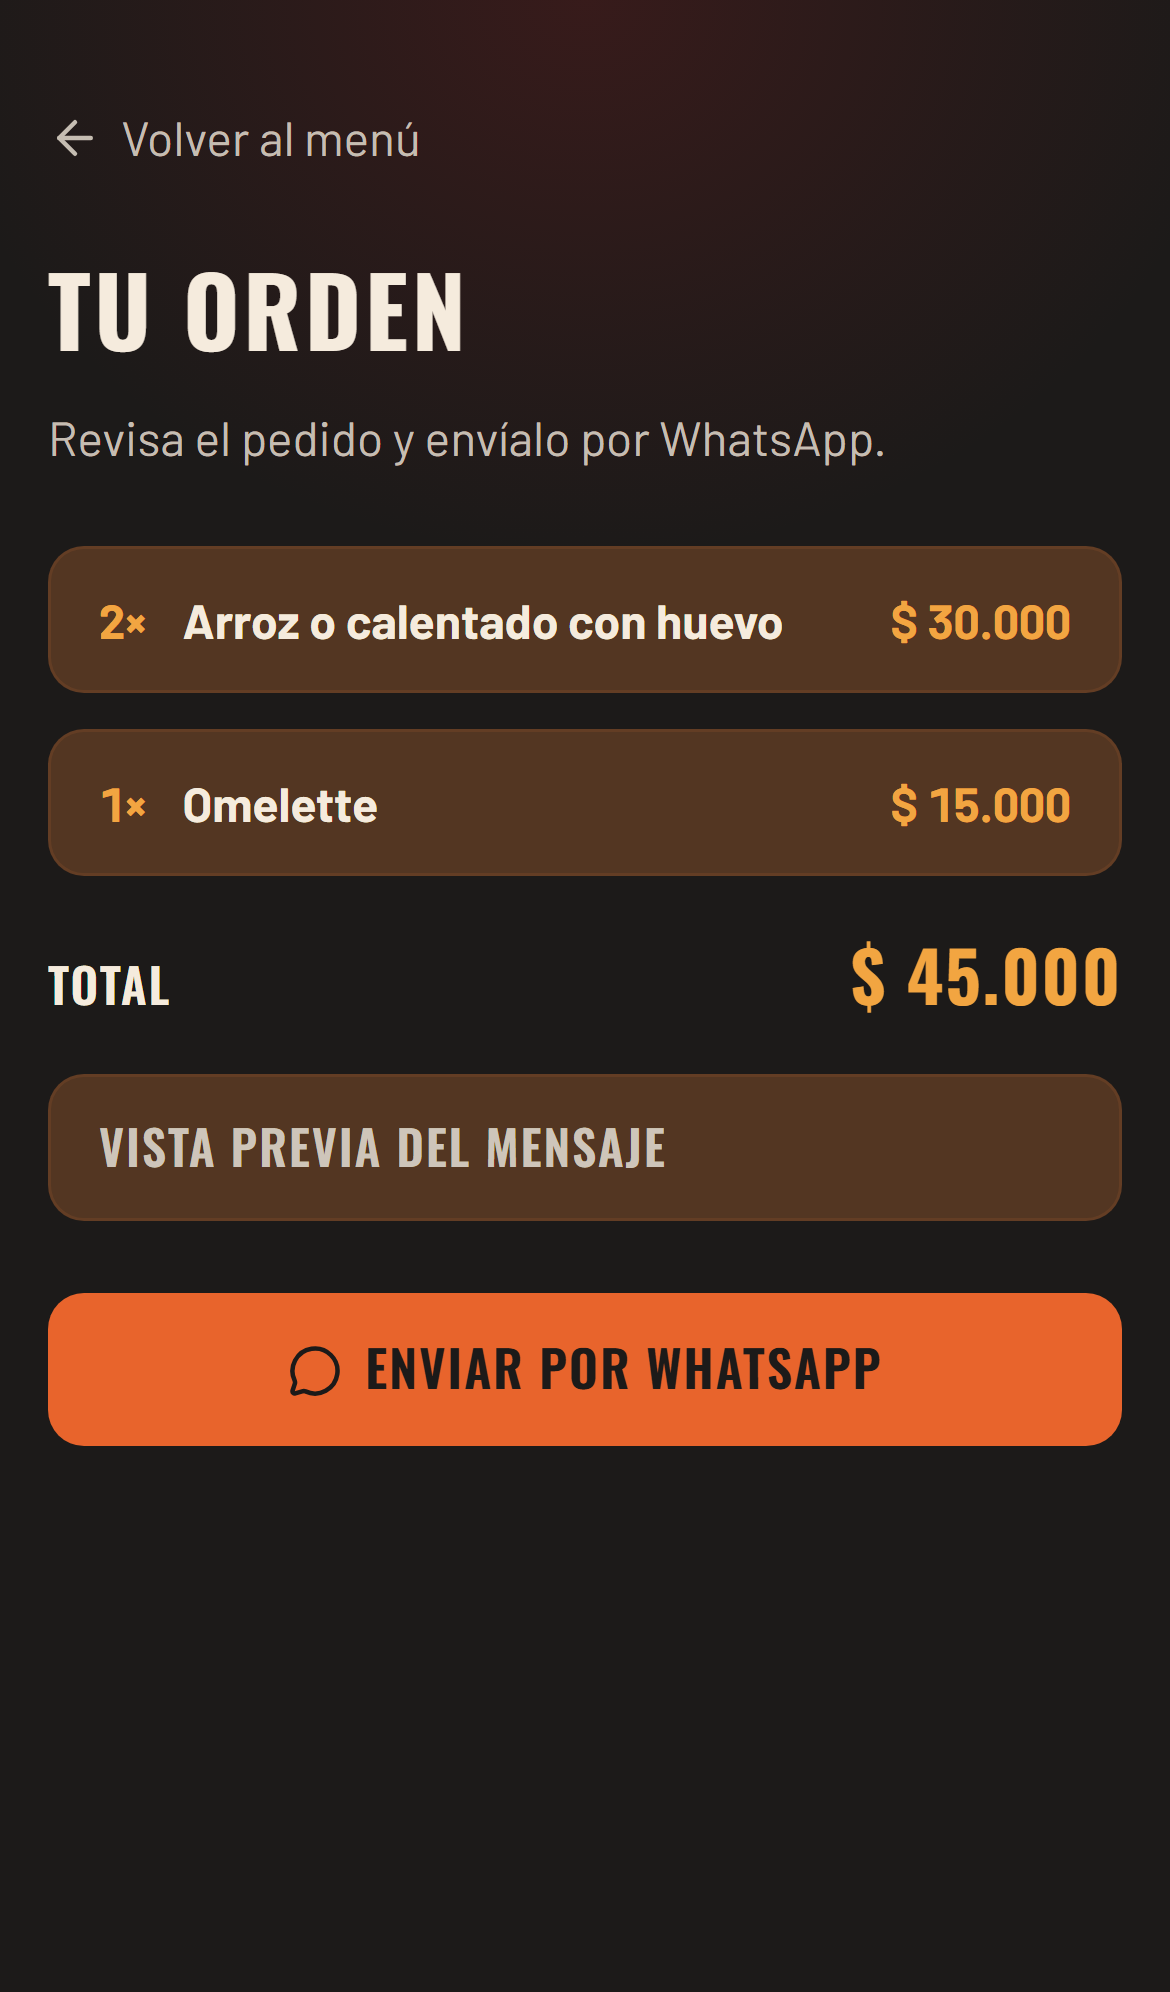 Volver al menú
TU ORDEN
Revisa el pedido y envíalo por WhatsApp.
2× Arroz o calentado con huevo $ 30.000
1× Omelette $ 15.000
TOTAL $ 45.000
VISTA PREVIA DEL MENSAJE
ENVIAR POR WHATSAPP